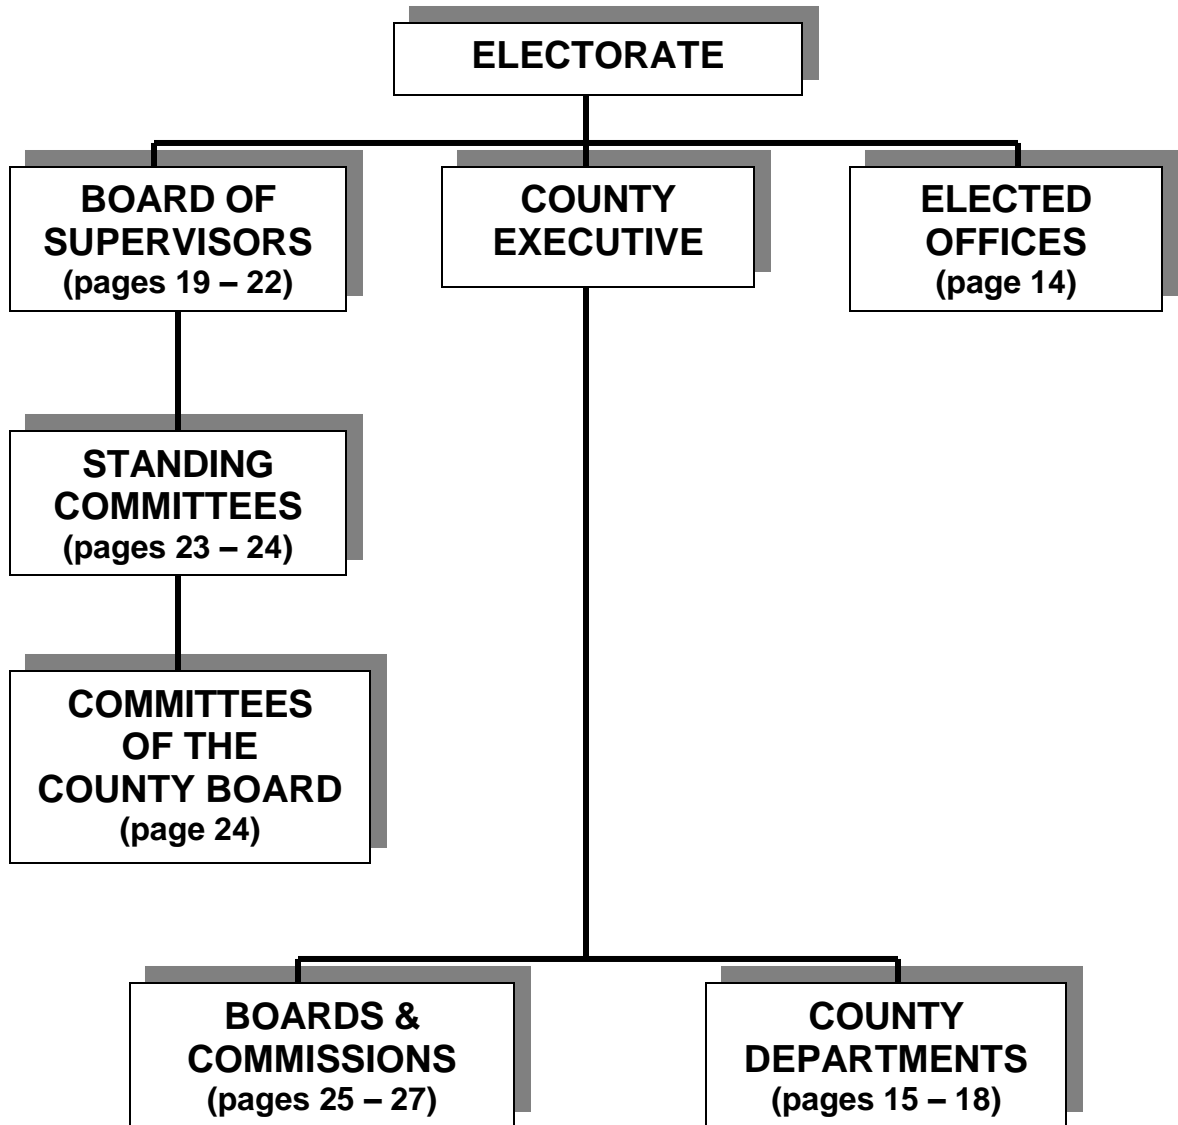 ELECTORATE
BOARD OF
SUPERVISORS
(pages 19 – 22)
COUNTY
EXECUTIVE
ELECTED
OFFICES
(page 14)
STANDING
COMMITTEES
(pages 23 – 24)
COMMITTEES
OF THE
COUNTY BOARD
(page 24)
BOARDS &
COMMISSIONS
(pages 25 – 27)
COUNTY
DEPARTMENTS
(pages 15 – 18)